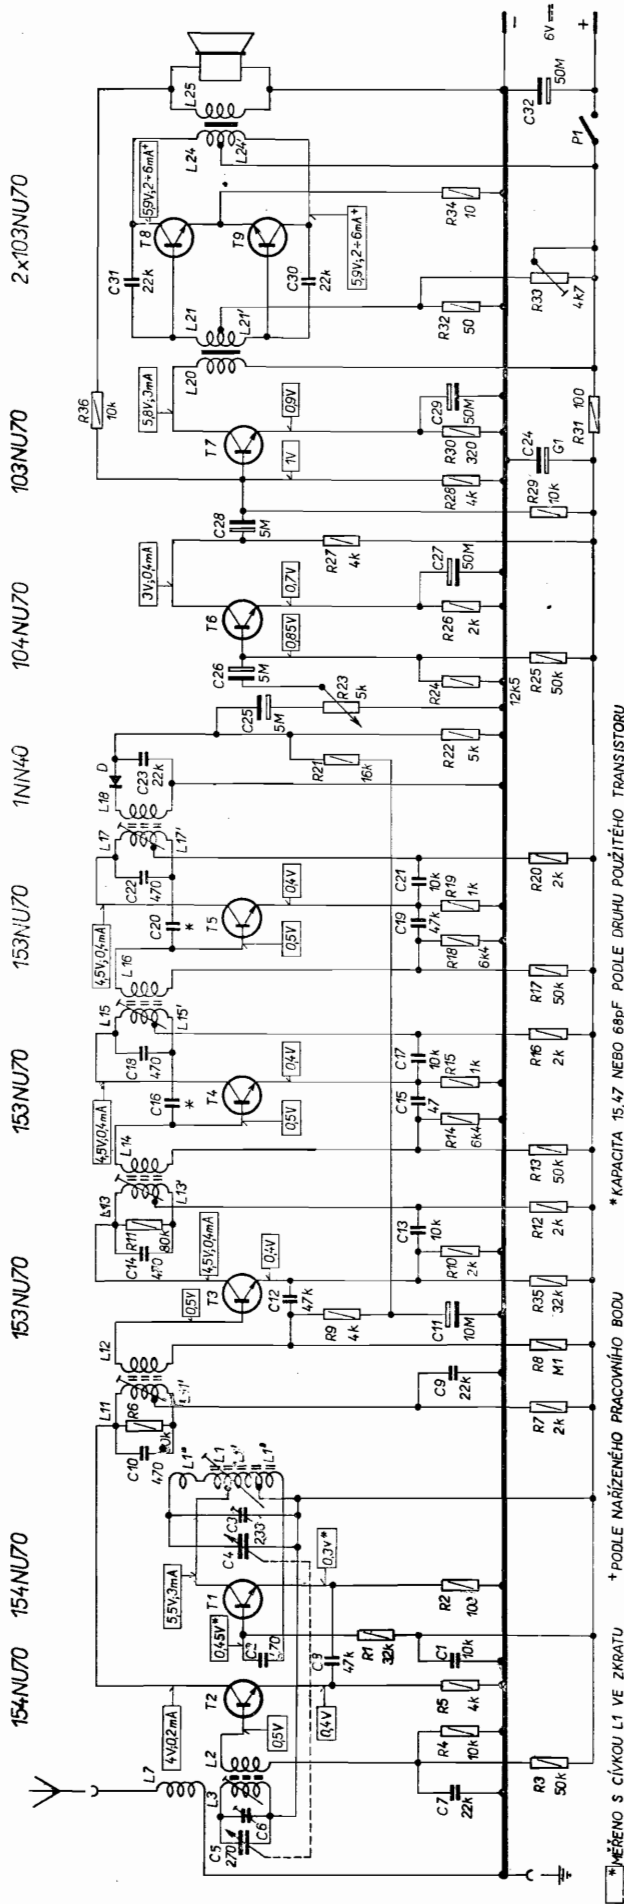 154NU70
154NU70
153NU70
153NU70
153NU70
1NN40
104NU70
103NU70
2x103NU70
L7
4V;0,2mA
T2
0,5V
0,4V
L2
L3
C5
270
C6
C7
22k
R4
10k
R5
4k
R3
50k
5,5V;3mA
T1
0,45V*
0,3V*
C4
C3
C1
10k
R1
32k
R2
47k
L1"
L1
L1"
L11
R6
C10
470
L12
0,5V
T3
4,5V;0,4mA
0,4V
C12
47k
R9
4k
C11
10M
C9
22k
R7
2k
R8
M1
R35
32k
R10
2k
C13
10k
R12
2k
L13
L13'
R11
80k
C14
470
L14
4,5V;0,4mA
C16
*
T4
0,5V
0,4V
R13
50k
R14
6k4
C15
47
R15
1k
C17
10k
R16
2k
C18
470
L15
L15'
L16
4,5V;0,4mA
C20
*
T5
0,5V
0,4V
R17
50k
R18
6k4
C19
47k
R19
1k
C21
10k
R20
2k
C22
470
L17
L17'
L18
D
C23
22k
R21
16k
R22
5k
C25
5M
R23
5k
C26
5M
R24
12k5
R25
50k
T6
0,85V
0,7V
3V;0,4mA
R26
2k
C27
50M
R27
4k
C28
5M
R28
4k
R29
10k
C24
G1
T7
1V
0,9V
5,8V;3mA
R30
320
C29
50M
R31
100
R36
10k
L20
L21
L21'
R32
50
R33
4k7
C31
22k
C30
22k
T8
T9
5,9V;2÷6mA+
5,9V;2÷6mA+
R34
10
L24
L24'
L25
C32
50M
P1
-
6V
+
*MĚŘENO S CÍVKOU L1 VE ZKRATU
+PODLE NAŘÍZENÉHO PRACOVNÍHO BODU
*KAPACITA 15,47 NEBO 68pF PODLE DRUHU POUŽITÉHO TRANSISTORU